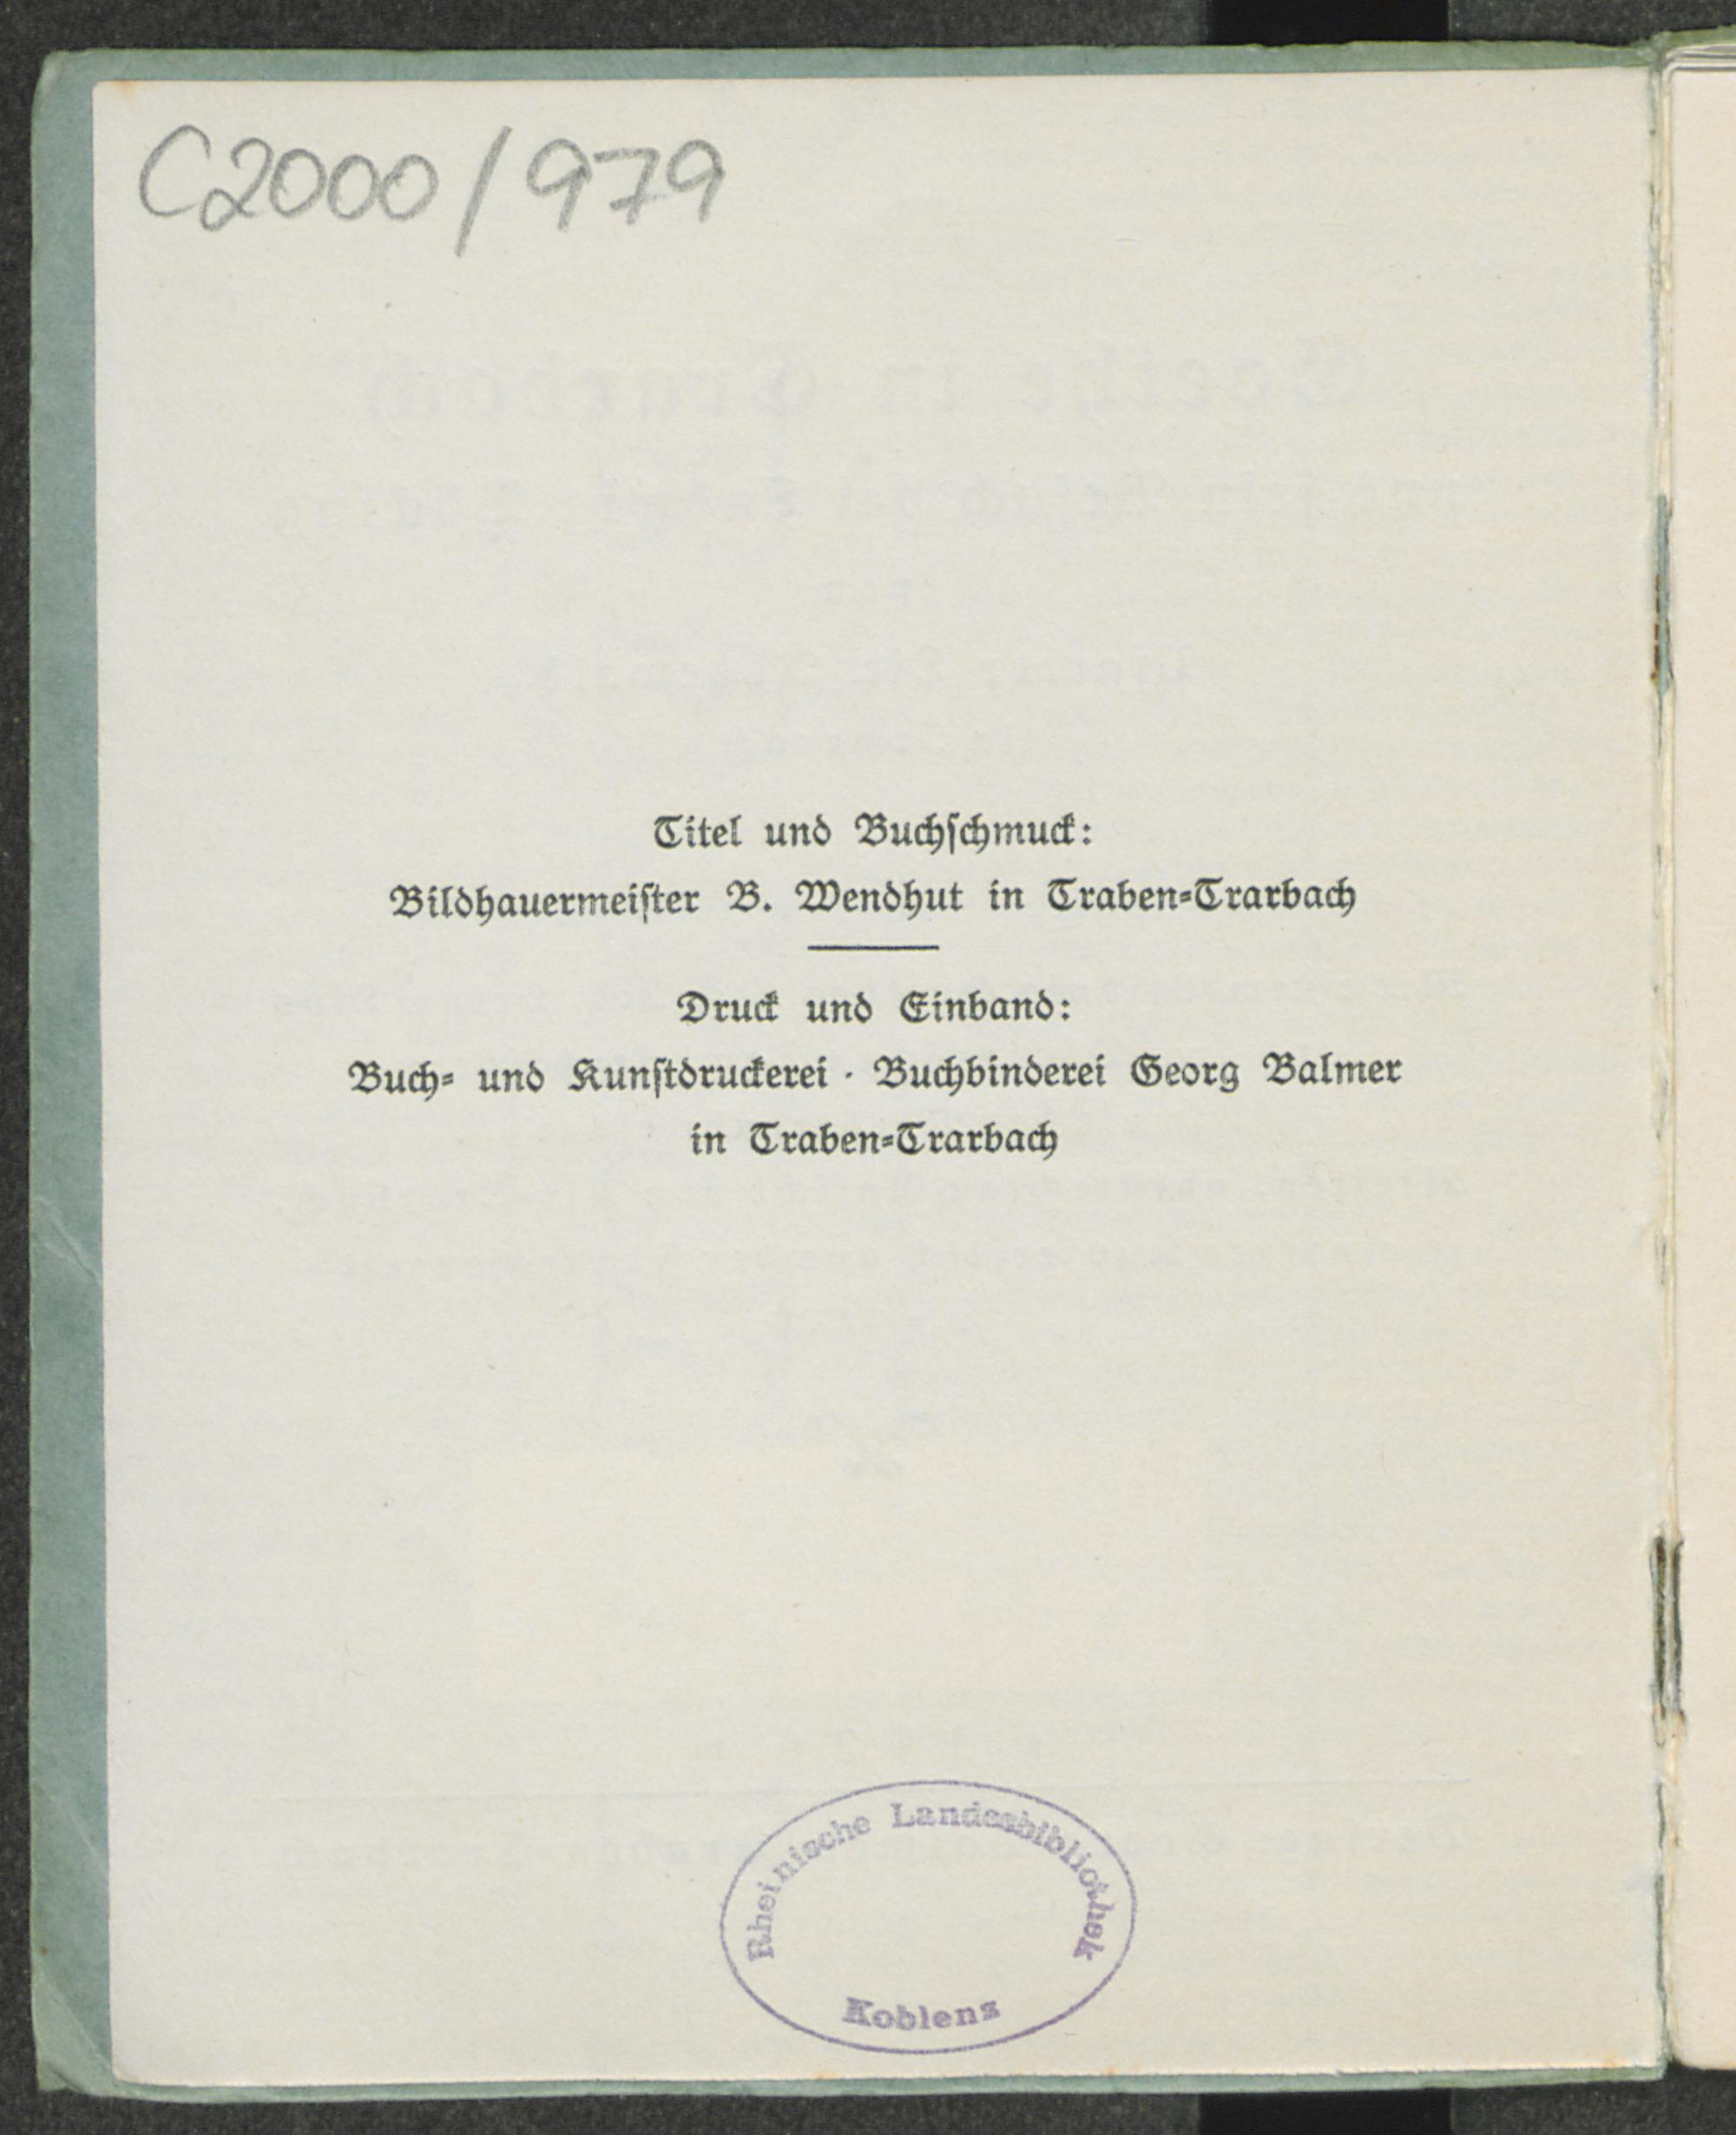 C2000/979
Titel und Buchschmuck:
Bildhauermeister B. Wendhut in Traben-Trarbach
Druck und Einband:
Buch- und Kunstdruckerei · Buchbinderei Georg Balmer
in Traben-Trarbach
Rheinische Landesbibliothek
Koblenz